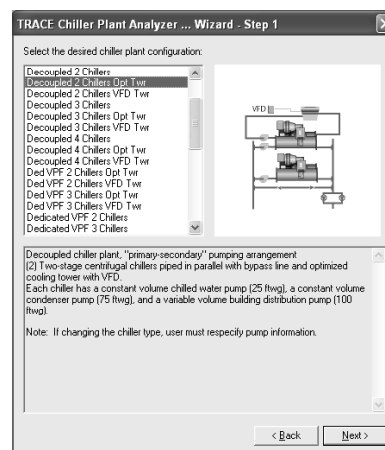 TRACE Chiller Plant Analyzer ... Wizard - Step 1
Select the desired chiller plant configuration:
Decoupled 2 Chillers
Decoupled 2 Chillers Opt Twr
Decoupled 2 Chillers VFD Twr
Decoupled 3 Chillers
Decoupled 3 Chillers Opt Twr
Decoupled 3 Chillers VFD Twr
Decoupled 4 Chillers
Decoupled 4 Chillers Opt Twr
Decoupled 4 Chillers VFD Twr
Ded VPF 2 Chillers Opt Twr
Ded VPF 2 Chillers VFD Twr
Ded VPF 3 Chillers Opt Twr
Ded VPF 3 Chillers VFD Twr
Dedicated VPF 2 Chillers
Dedicated VPF 3 Chillers
VFD
Decoupled chiller plant, "primary-secondary" pumping arrangement
(2) Two-stage centrifugal chillers piped in parallel with bypass line and optimized
cooling tower with VFD.
Each chiller has a constant volume chilled water pump (25 ftwg), a constant volume
condenser pump (75 ftwg), and a variable volume building distribution pump (100
ftwg).
Note: If changing the chiller type, user must respecify pump information.
< Back
Next >